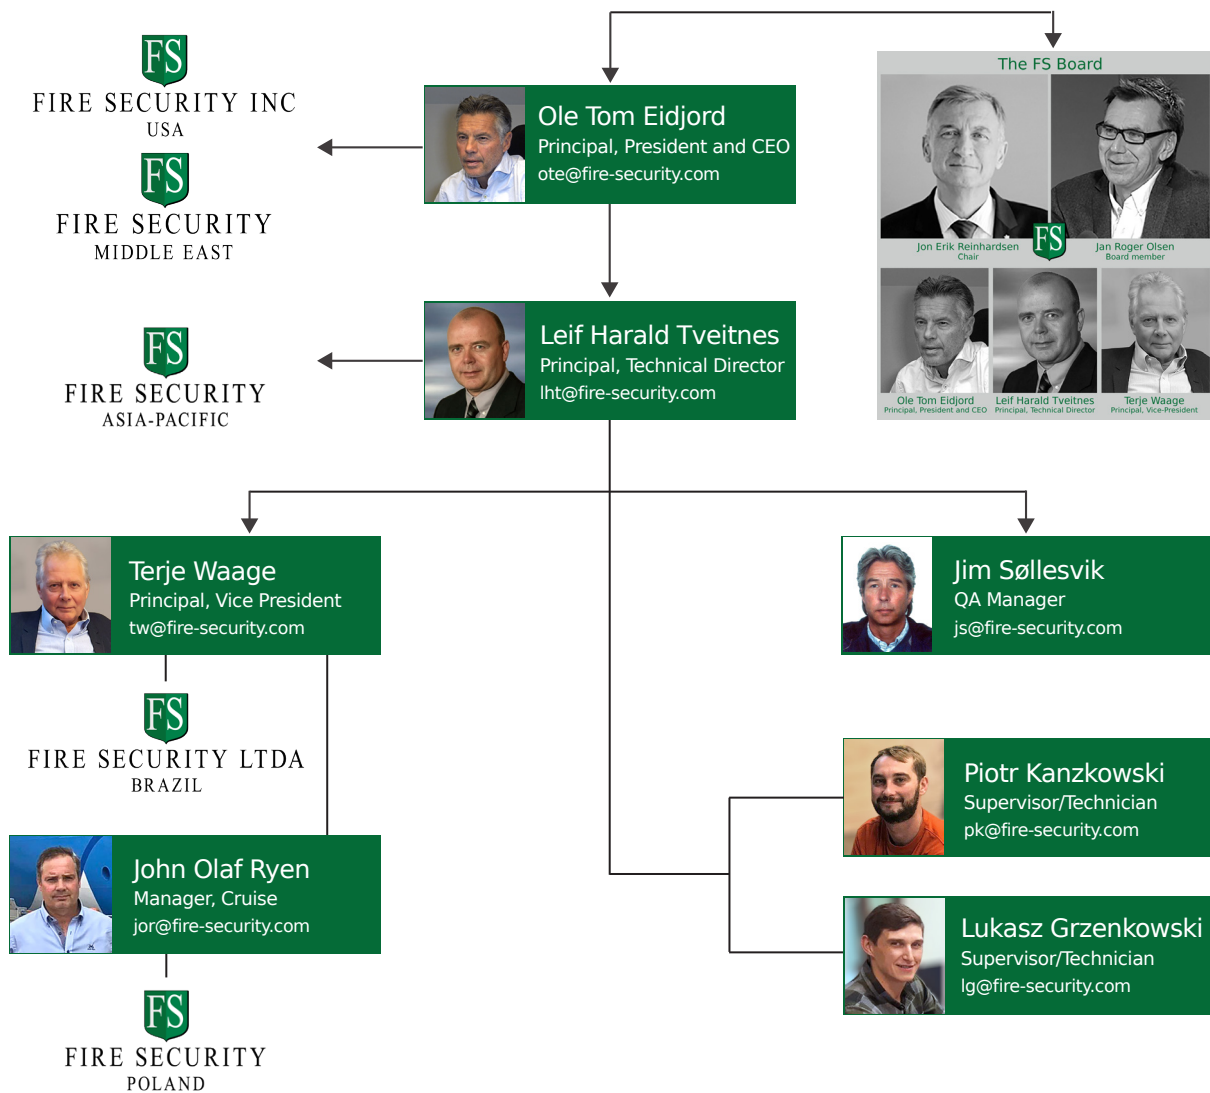 FS
FIRE SECURITY INC
USA
FS
FIRE SECURITY
MIDDLE EAST
Ole Tom Eidjord
Principal, President and CEO
ote@fire-security.com
The FS Board
Jon Erik Reinhardsen
Chair
FS
Jan Roger Olsen
Board member
Ole Tom Eidjord
Principal, President and CEO
Leif Harald Tveitnes
Principal, Technical Director
Terje Waage
Principal, Vice-President
FS
FIRE SECURITY
ASIA-PACIFIC
Leif Harald Tveitnes
Principal, Technical Director
lht@fire-security.com
Terje Waage
Principal, Vice President
tw@fire-security.com
Jim Søllesvik
QA Manager
js@fire-security.com
FS
FIRE SECURITY LTDA
BRAZIL
Piotr Kanzkowski
Supervisor/Technician
pk@fire-security.com
John Olaf Ryen
Manager, Cruise
jor@fire-security.com
Lukasz Grzenkowski
Supervisor/Technician
lg@fire-security.com
FS
FIRE SECURITY
POLAND